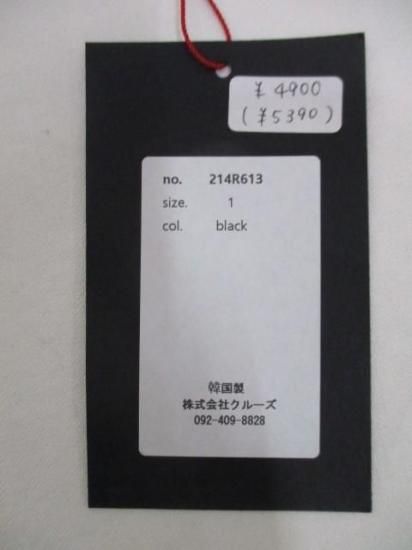 ¥4900
(¥5390)
no. 214R613
size. 1
col. black
韓国製
株式会社クルーズ
092-409-8828